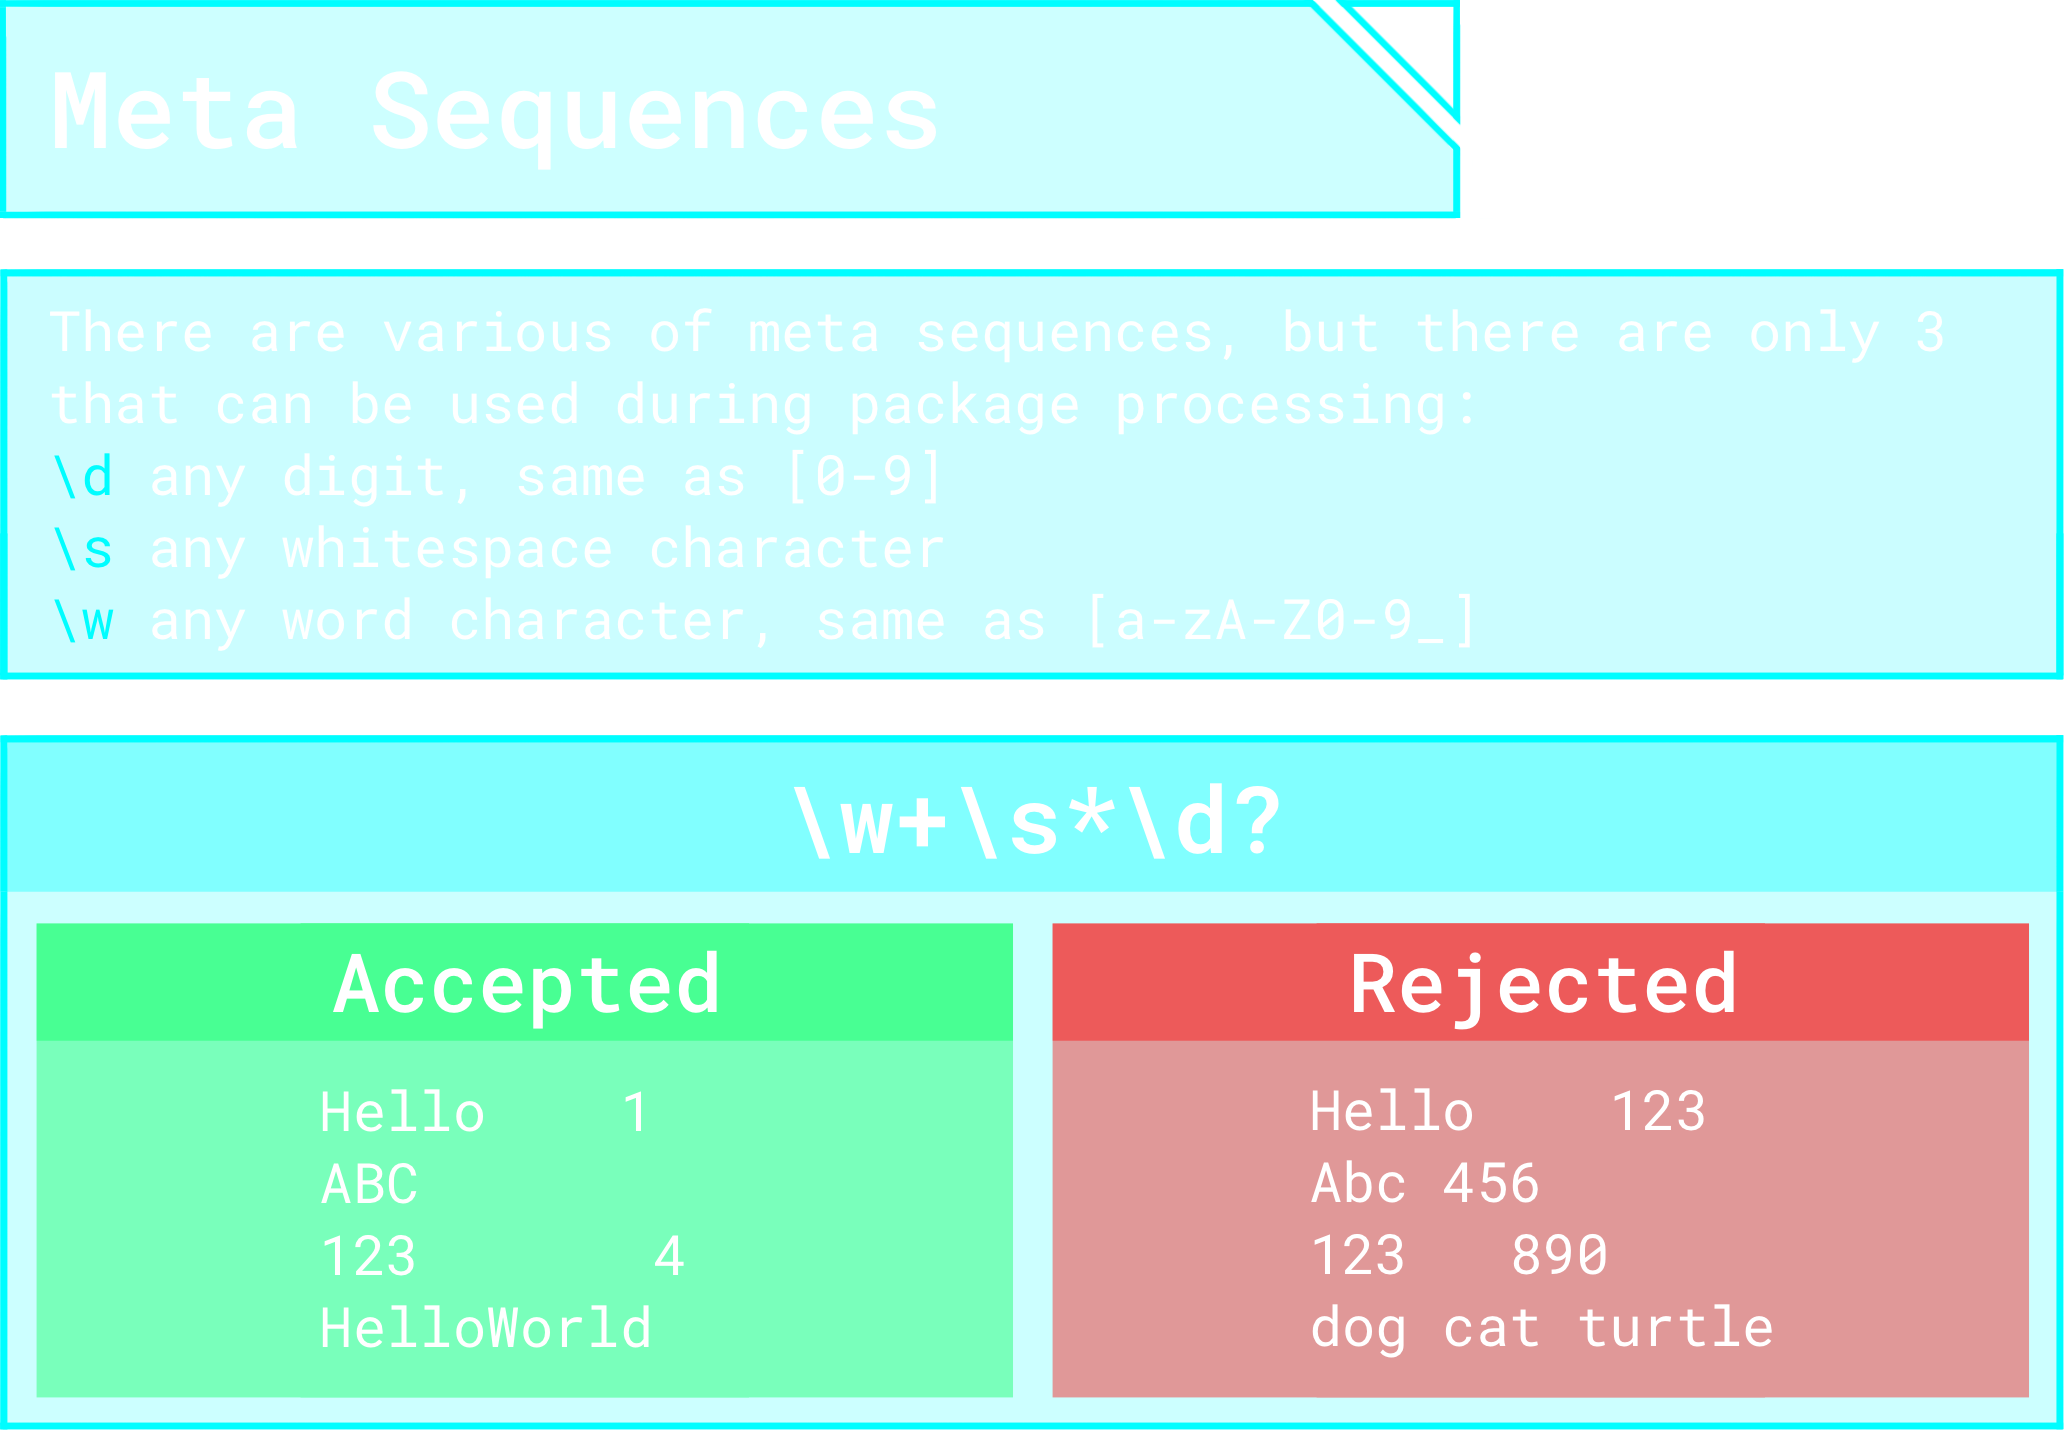 Meta Sequences
There are various of meta sequences, but there are only 3
that can be used during package processing:
\d any digit, same as [0-9]
\s any whitespace character
\w any word character, same as [a-zA-Z0-9_]
\w+\s*\d?
Accepted
Hello    1
ABC
123       4
HelloWorld
Rejected
Hello    123
Abc 456
123   890
dog cat turtle